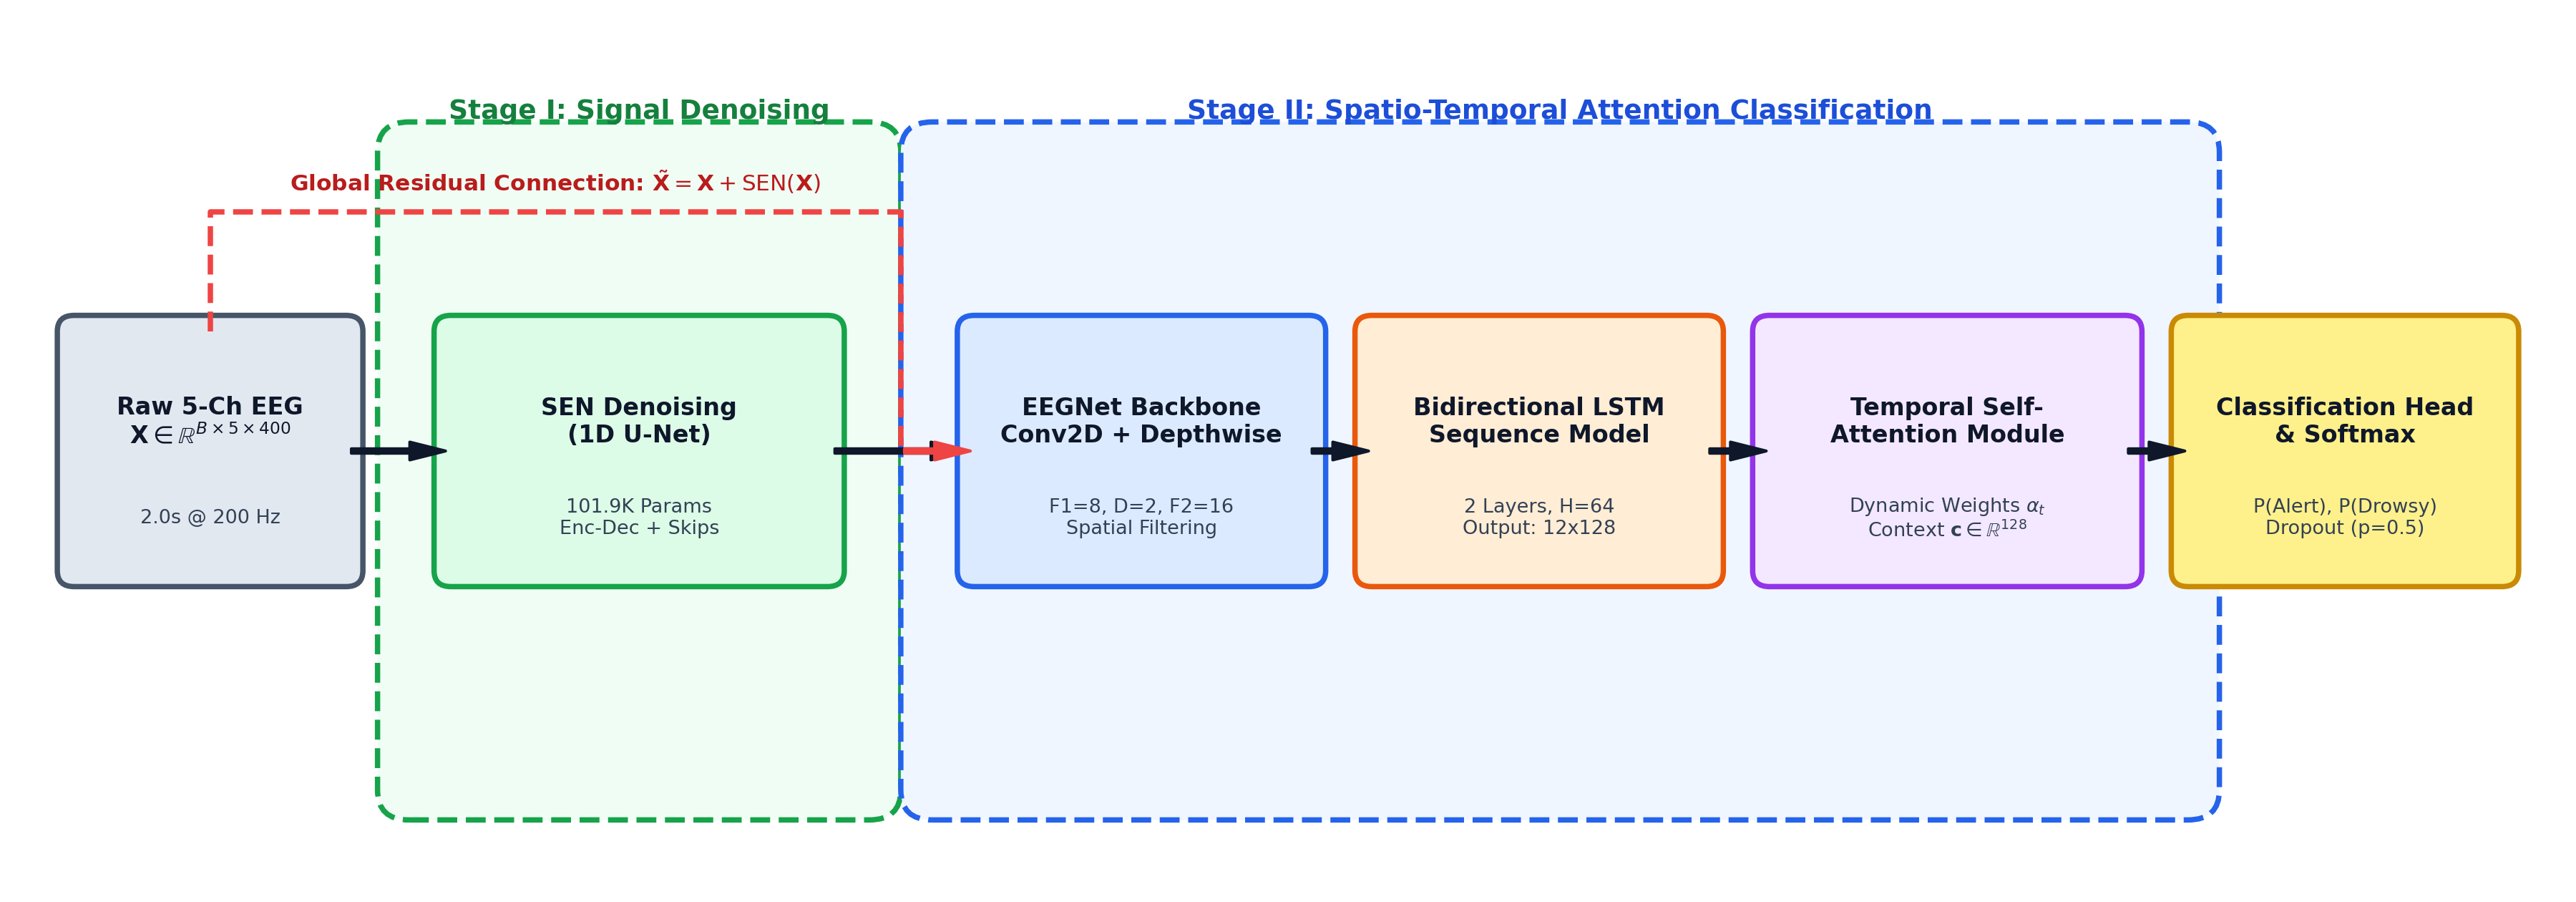 Stage I: Signal Denoising
Stage II: Spatio-Temporal Attention Classification
Global Residual Connection: X̃ = X + SEN(X)
Raw 5-Ch EEG
X ∈ ℝ^{B × 5 × 400}
2.0s @ 200 Hz
SEN Denoising
(1D U-Net)
101.9K Params
Enc-Dec + Skips
EEGNet Backbone
Conv2D + Depthwise
F1=8, D=2, F2=16
Spatial Filtering
Bidirectional LSTM
Sequence Model
2 Layers, H=64
Output: 12x128
Temporal Self-
Attention Module
Dynamic Weights α_t
Context c ∈ ℝ^{128}
Classification Head
& Softmax
P(Alert), P(Drowsy)
Dropout (p=0.5)